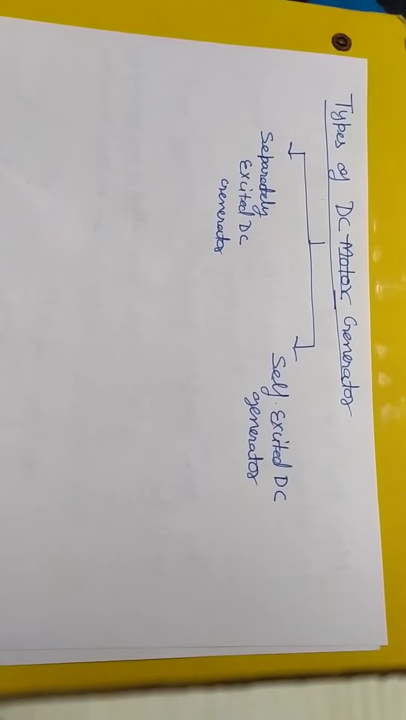 Types of DC-Motor Generator
Separately
Excited DC
Generator
Self Excited DC
generator